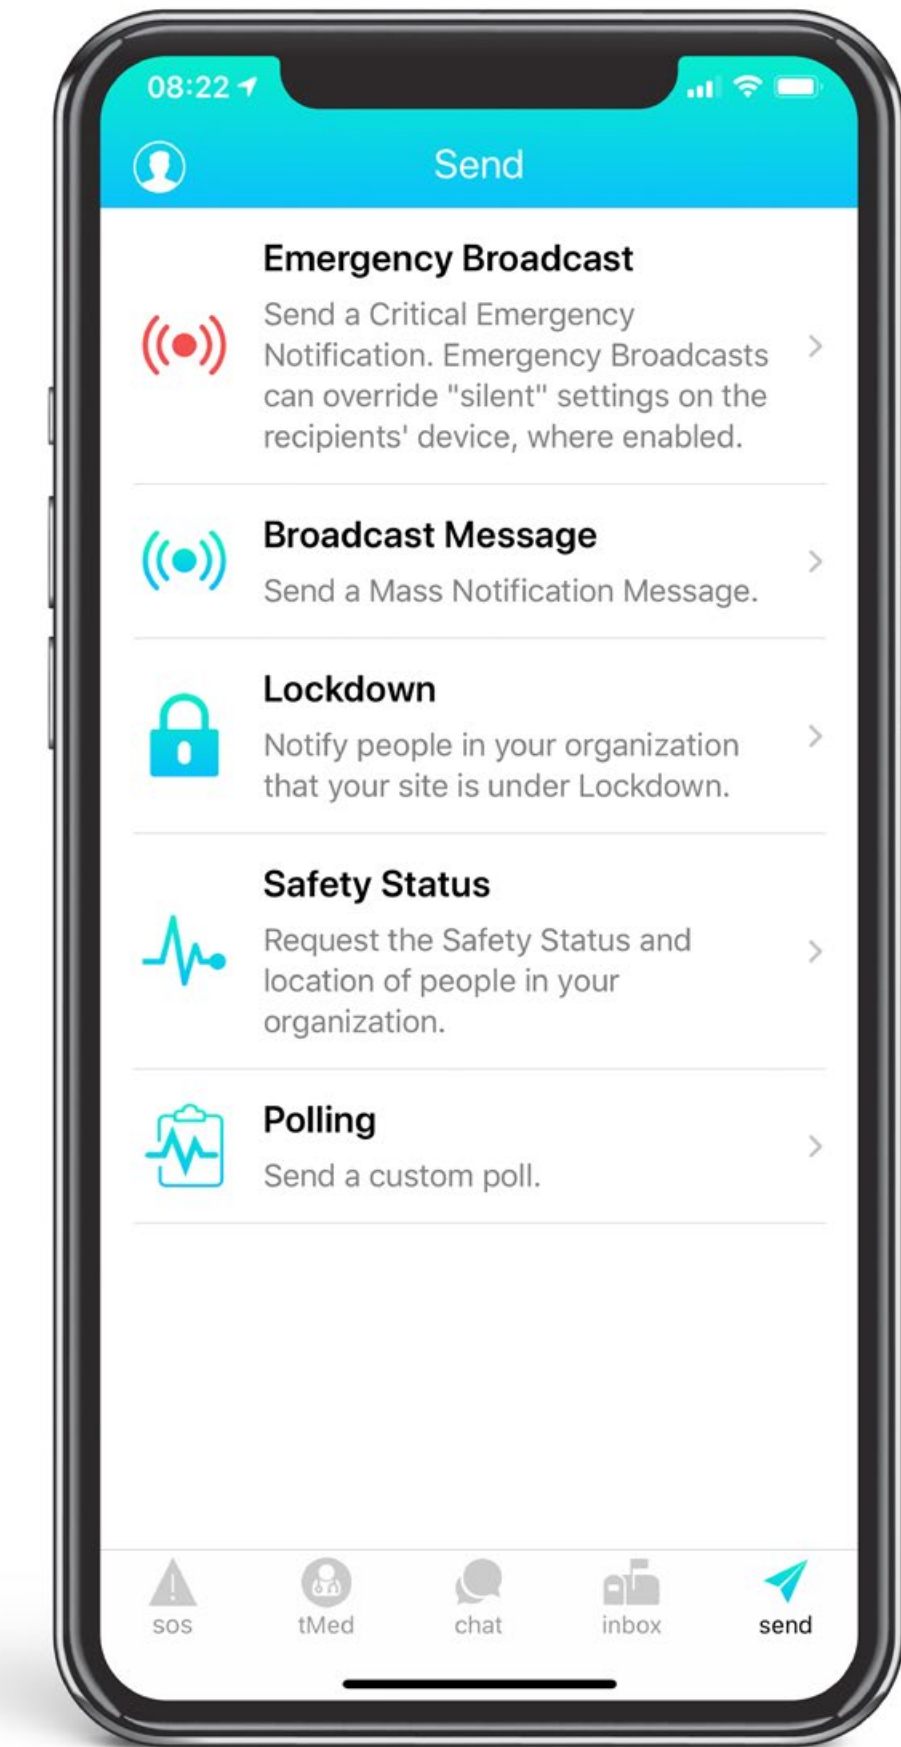 08:22
Send
Emergency Broadcast
Send a Critical Emergency
Notification. Emergency Broadcasts
can override "silent" settings on the
recipients' device, where enabled.
Broadcast Message
Send a Mass Notification Message.
Lockdown
Notify people in your organization
that your site is under Lockdown.
Safety Status
Request the Safety Status and
location of people in your
organization.
Polling
Send a custom poll.
sos tMed chat inbox send